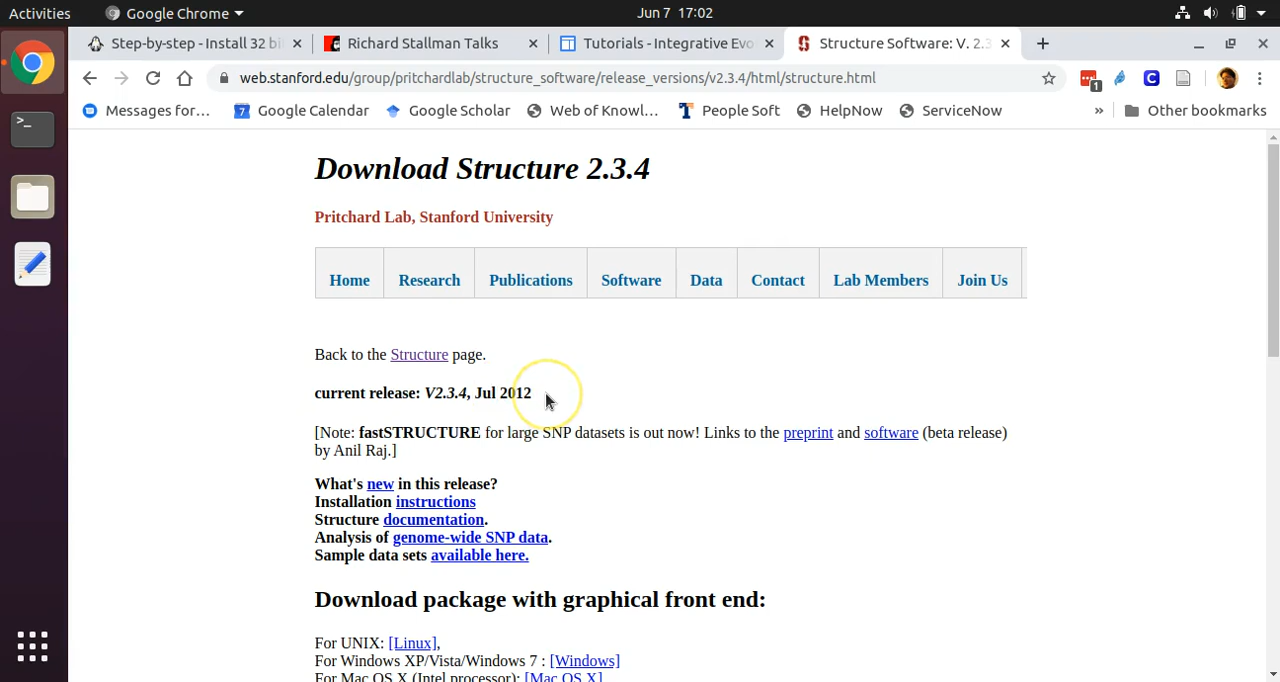 Activities
Google Chrome
Jun 7 17:02
Step-by-step - Install 32 bi
Richard Stallman Talks
Tutorials - Integrative Evo
Structure Software: V. 2.3
web.stanford.edu/group/pritchardlab/structure_software/release_versions/v2.3.4/html/structure.html
1
C
Messages for...
7
Google Calendar
Google Scholar
Web of Knowl...
People Soft
HelpNow
ServiceNow
»
Other bookmarks
>_
Download Structure 2.3.4
Pritchard Lab, Stanford University
Home
Research
Publications
Software
Data
Contact
Lab Members
Join Us
Back to the Structure page.
current release: V2.3.4, Jul 2012
[Note: fastSTRUCTURE for large SNP datasets is out now! Links to the preprint and software (beta release)
by Anil Raj.]
What's new in this release?
Installation instructions
Structure documentation.
Analysis of genome-wide SNP data.
Sample data sets available here.
Download package with graphical front end:
For UNIX: [Linux],
For Windows XP/Vista/Windows 7 : [Windows]
For Mac OS X (Intel processor): [Mac OS X]